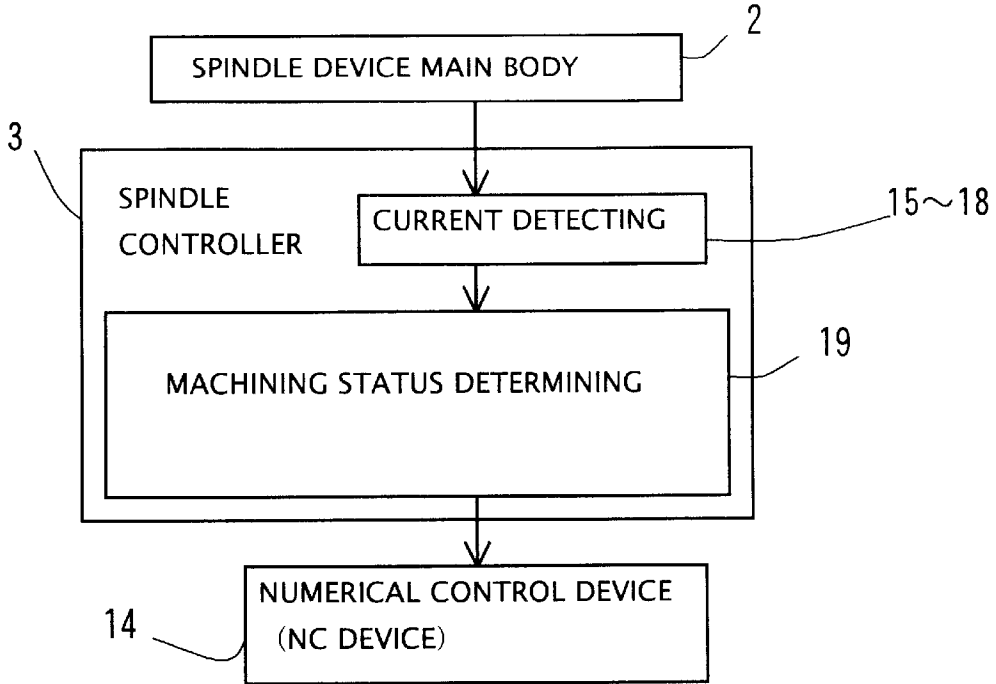 2
SPINDLE DEVICE MAIN BODY
3
SPINDLE
CONTROLLER
CURRENT DETECTING
15~18
MACHINING STATUS DETERMINING
19
NUMERICAL CONTROL DEVICE
(NC DEVICE)
14